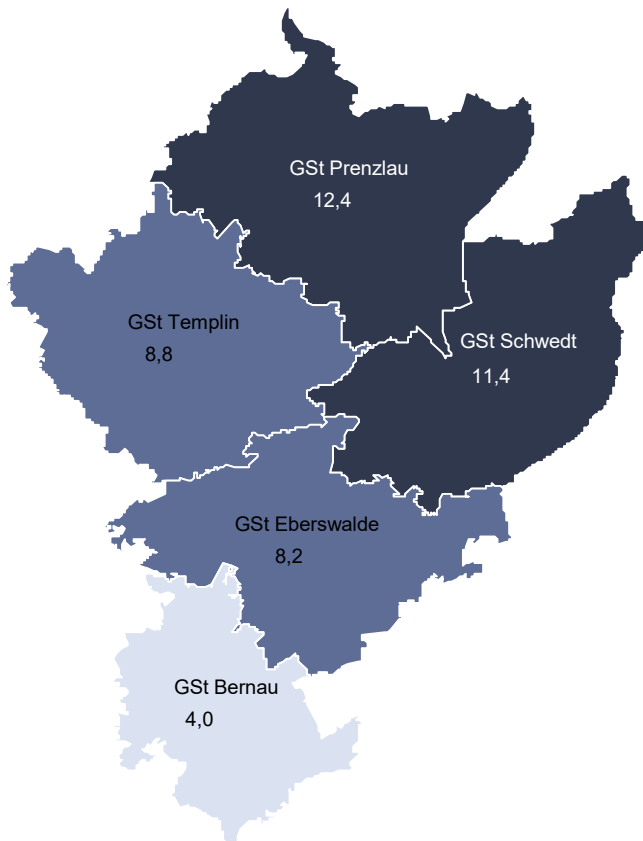 GSt Prenzlau
12,4
GSt Templin
8,8
GSt Schwedt
11,4
GSt Eberswalde
8,2
GSt Bernau
4,0